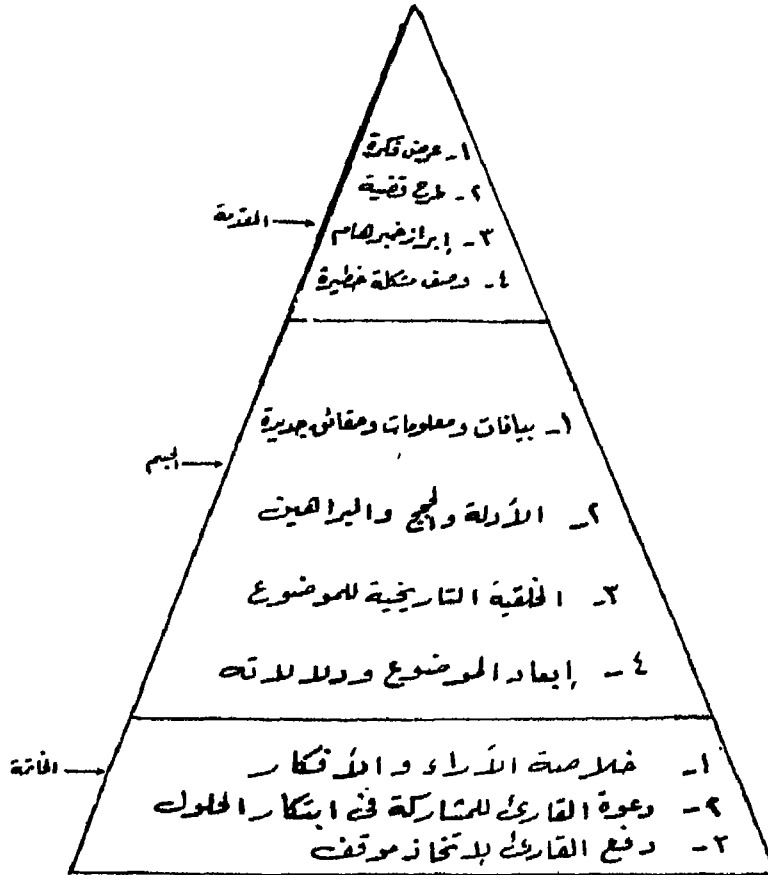 ١- عرض فكرة
٢- طرح قضية
المقدمة
٣- إبراز خبر هام
٤- وصف مشكلة خطيرة
١- بيانات ومعلومات وحقائق جديدة
الجسم
٢- الأدلة والحجج والبراهين
٣- الخلفية التاريخية للموضوع
٤- إبعاد الموضوع ودلالاته
الخاتمة
١- خلاصة الآراء والأفكار
٢- دعوة القارئ للمشاركة في ابتكار الحلول
٣- دفع القارئ لإتخاذ موقف